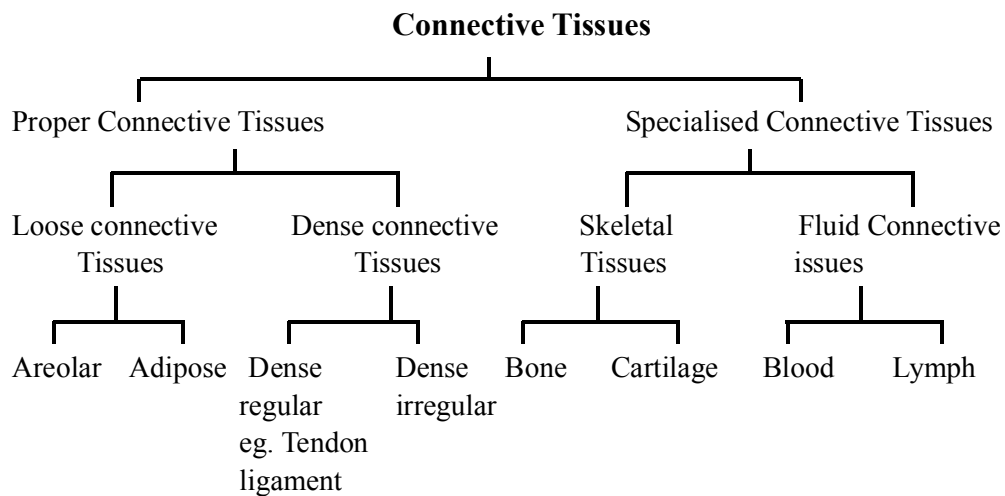 Connective Tissues
Proper Connective Tissues
Specialised Connective Tissues
Loose connective
Tissues
Dense connective
Tissues
Skeletal
Tissues
Fluid Connective
issues
Areolar
Adipose
Dense
regular
eg. Tendon
ligament
Dense
irregular
Bone
Cartilage
Blood
Lymph